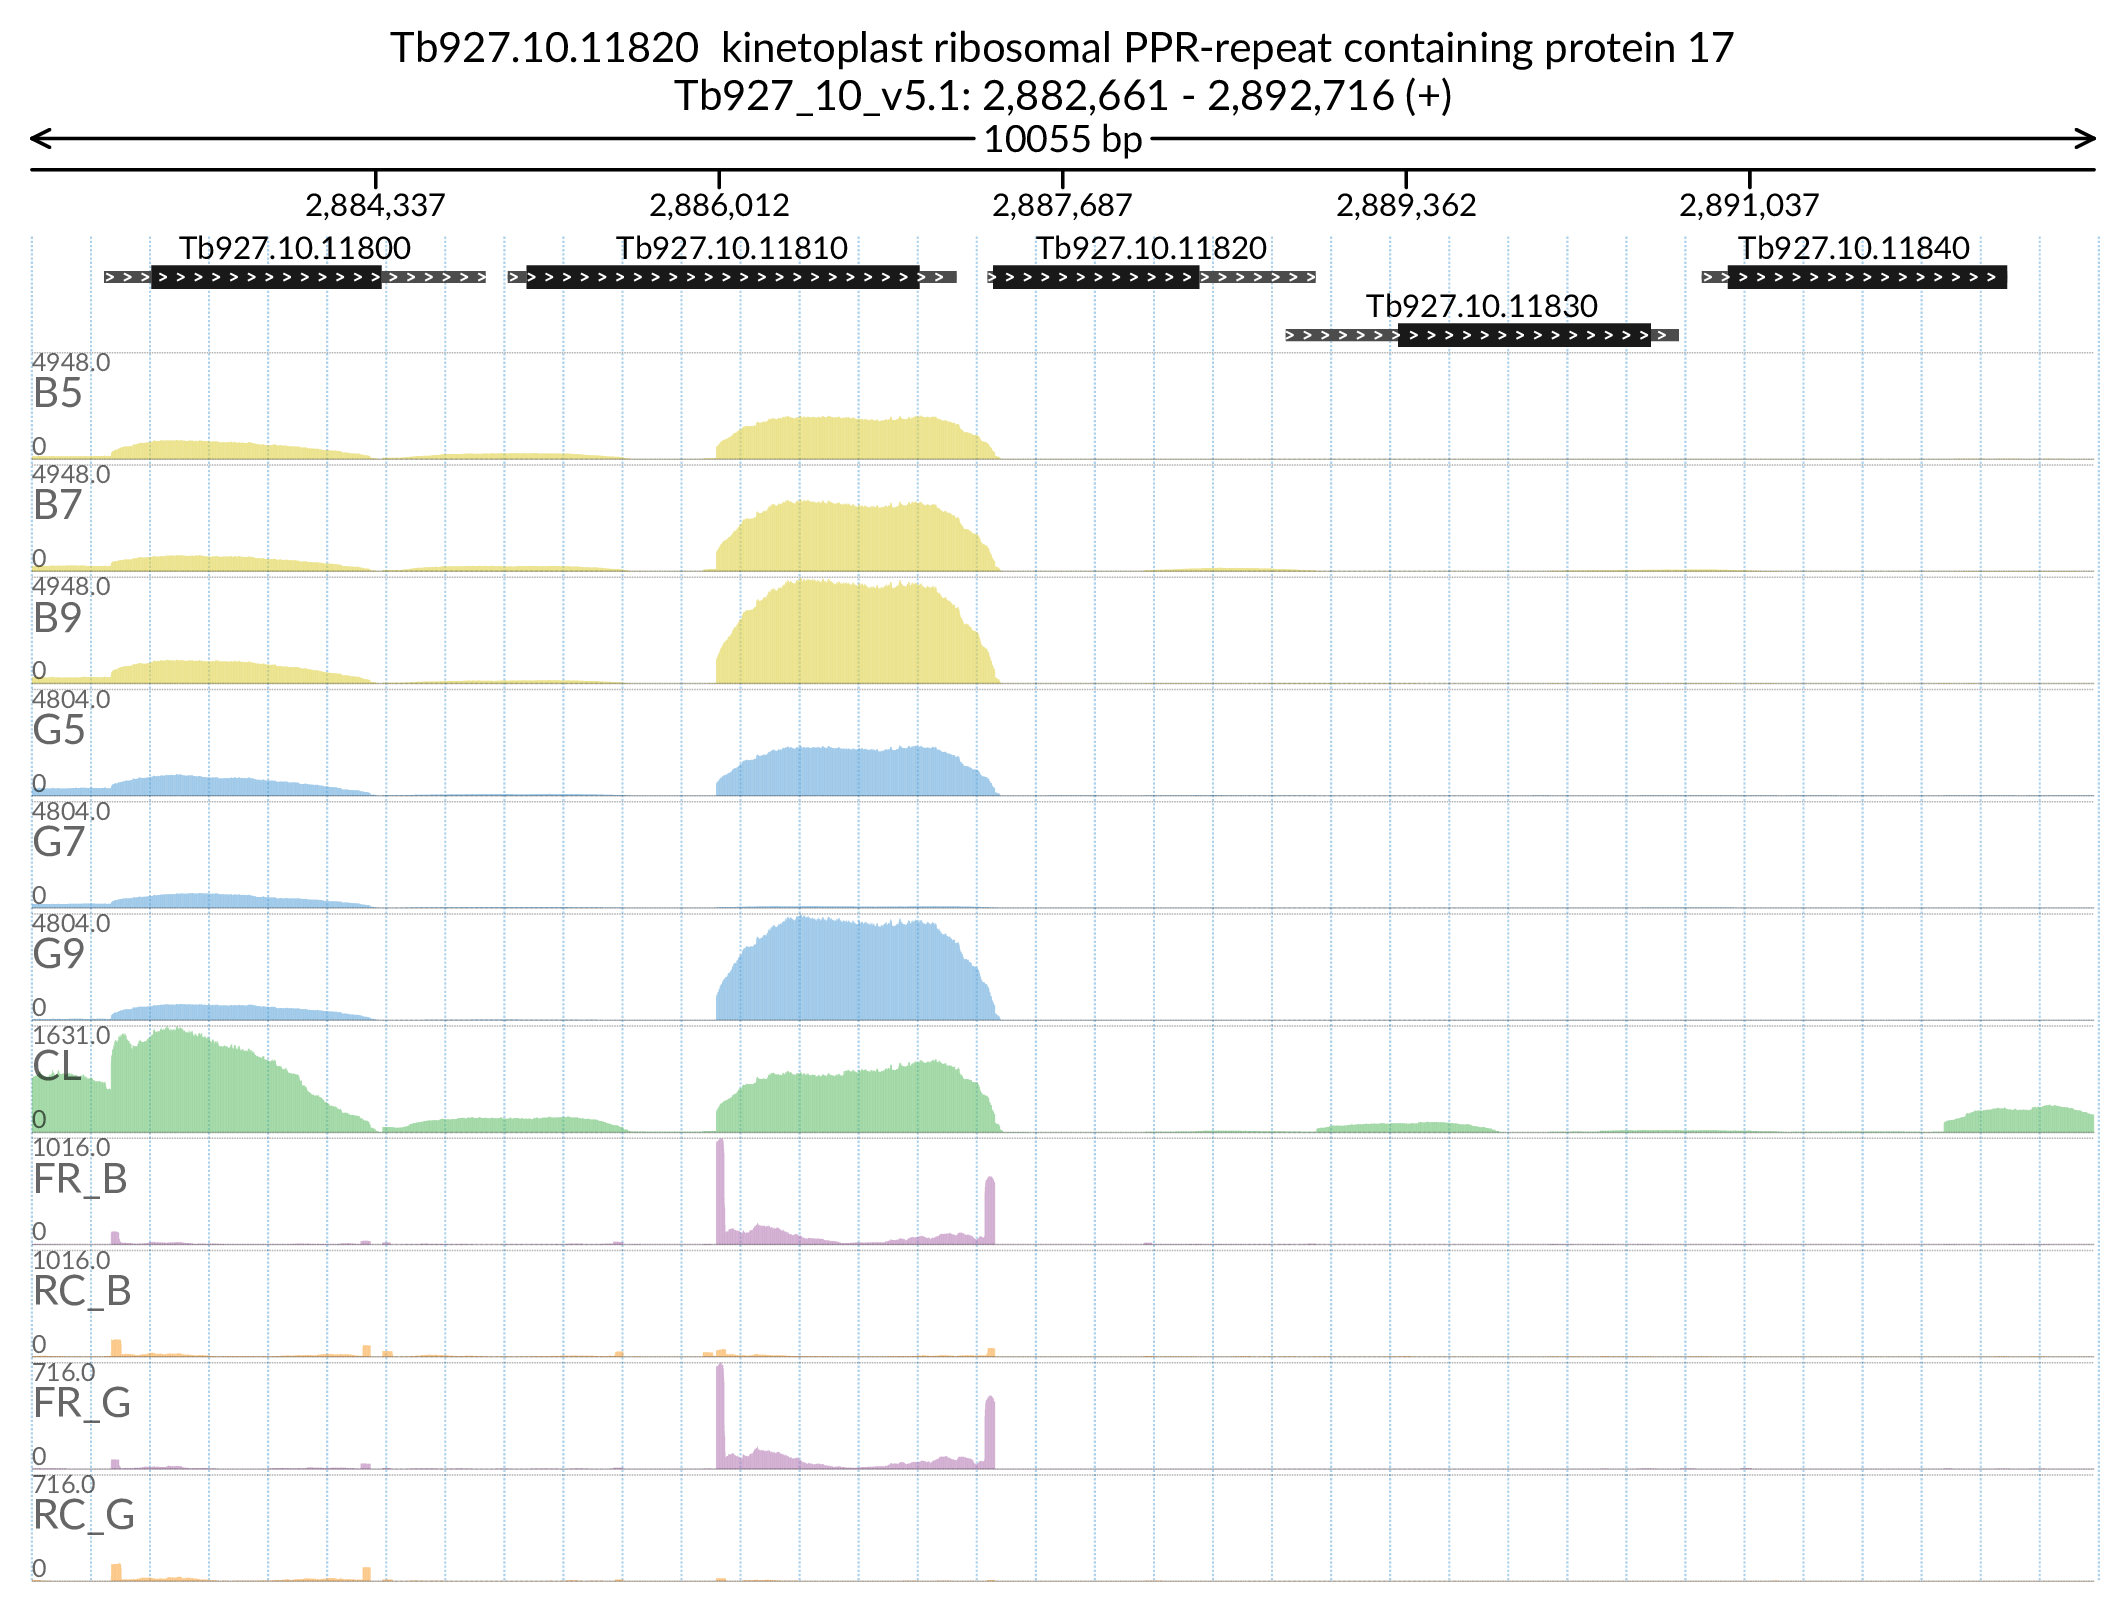 Tb927.10.11820 kinetoplast ribosomal PPR-repeat containing protein 17
Tb927_10_v5.1: 2,882,661 - 2,892,716 (+)
10055 bp
2,884,337 2,886,012 2,887,687 2,889,362 2,891,037
Tb927.10.11800 Tb927.10.11810 Tb927.10.11820 Tb927.10.11840
Tb927.10.11830
4948.0
B5
0
4948.0
B7
0
4948.0
B9
0
4804.0
G5
0
4804.0
G7
0
4804.0
G9
0
1631.0
CL
0
1016.0
FR_B
0
1016.0
RC_B
0
716.0
FR_G
0
716.0
RC_G
0